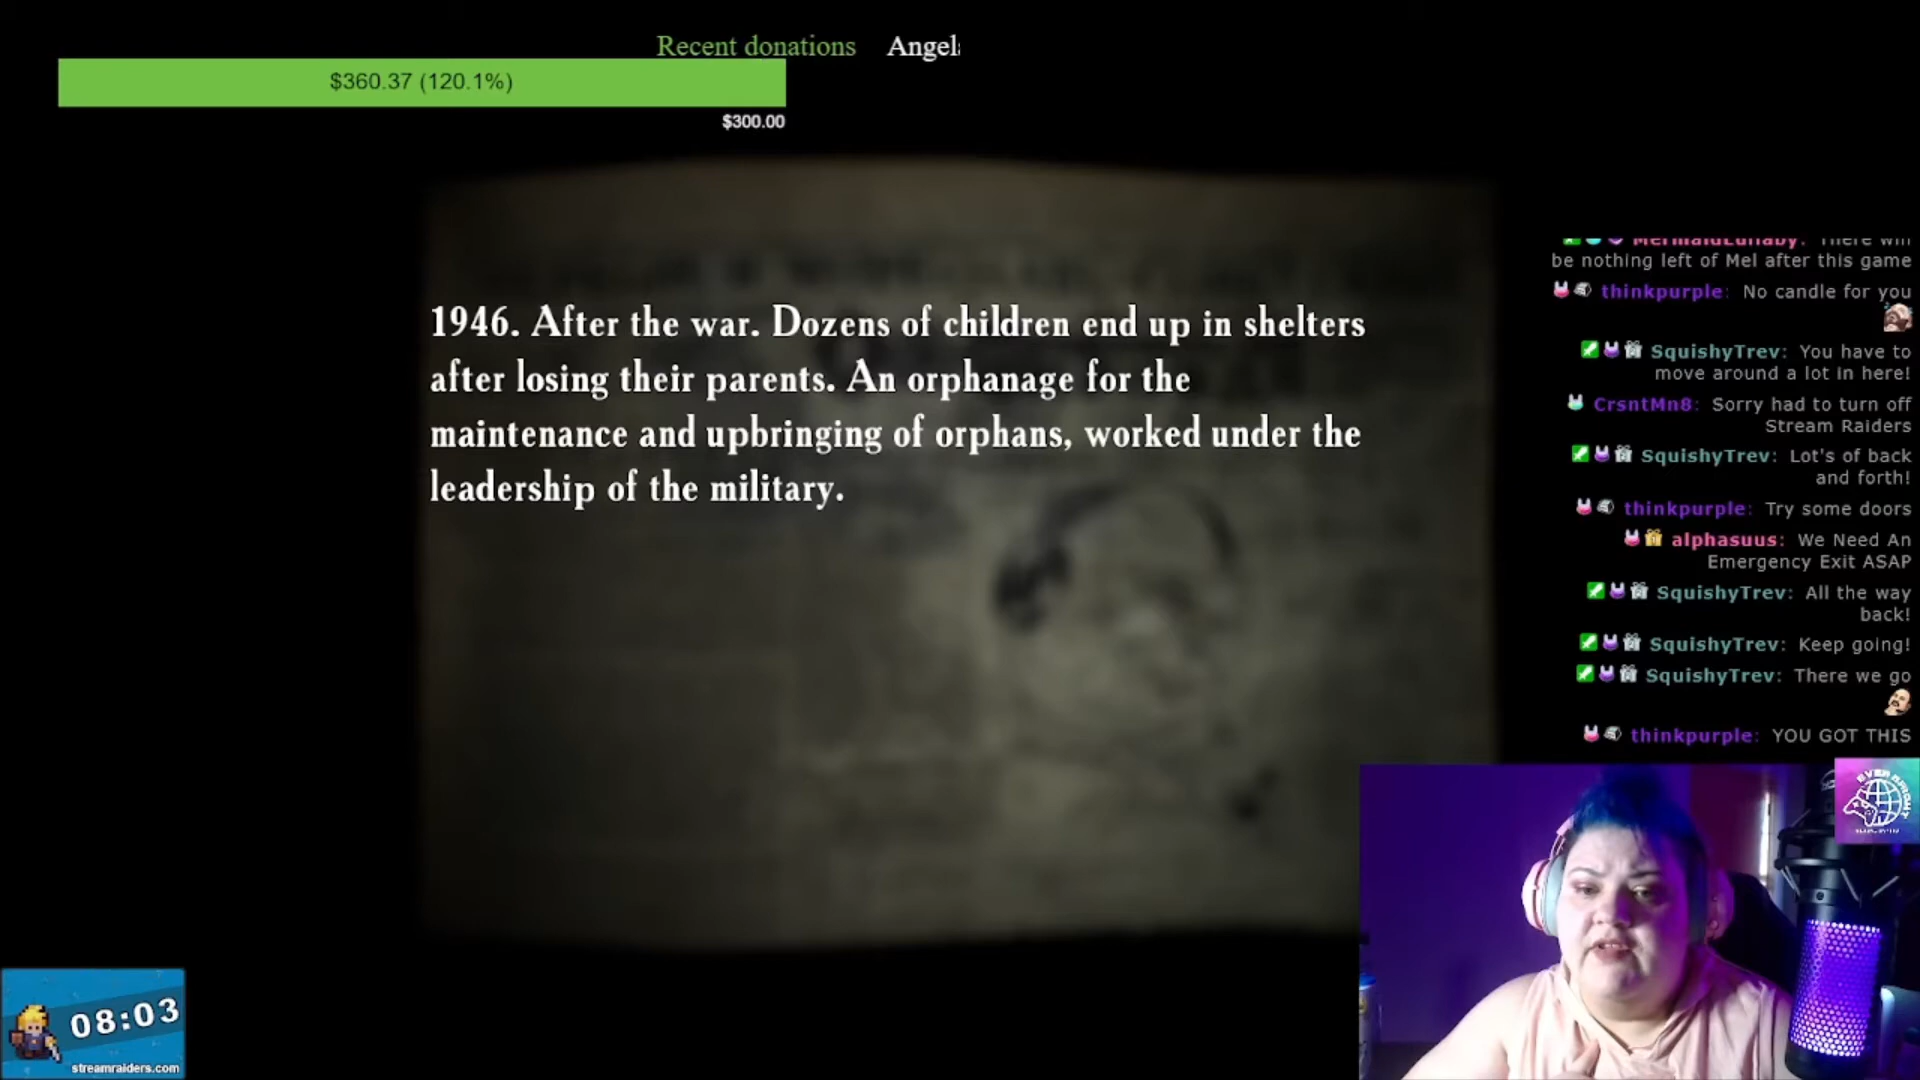 Recent donations Angel
$360.37 (120.1%)
$300.00
1946. After the war. Dozens of children end up in shelters
after losing their parents. An orphanage for the
maintenance and upbringing of orphans, worked under the
leadership of the military.
MermaidLullaby: There will
be nothing left of Mel after this game
thinkpurple: No candle for you
SquishyTrev: You have to
move around a lot in here!
CrsntMn8: Sorry had to turn off
Stream Raiders
SquishyTrev: Lot's of back
and forth!
thinkpurple: Try some doors
alphasuus: We Need An
Emergency Exit ASAP
SquishyTrev: All the way
back!
SquishyTrev: Keep going!
SquishyTrev: There we go
thinkpurple: YOU GOT THIS
08:03
streamraiders.com